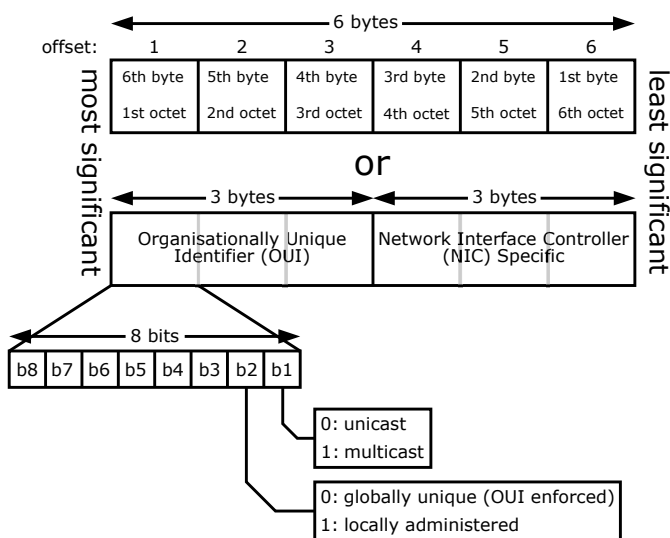 6 bytes
offset: 1 2 3 4 5 6
most significant
6th byte 5th byte 4th byte 3rd byte 2nd byte 1st byte
1st octet 2nd octet 3rd octet 4th octet 5th octet 6th octet
least significant
or
3 bytes 3 bytes
Organisationally Unique
Identifier (OUI)
Network Interface Controller
(NIC) Specific
8 bits
b8 b7 b6 b5 b4 b3 b2 b1
0: unicast
1: multicast
0: globally unique (OUI enforced)
1: locally administered